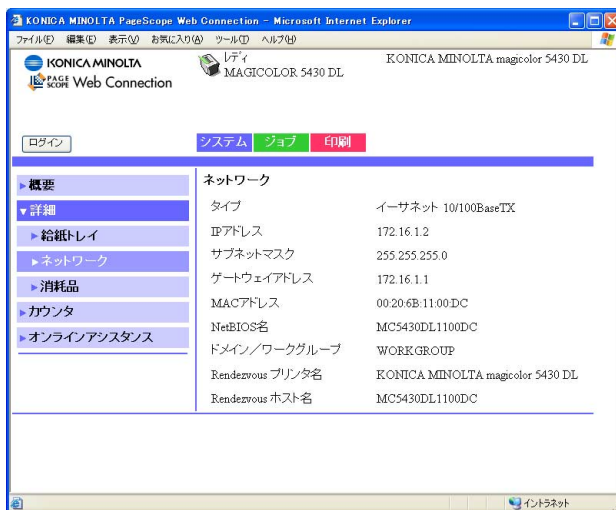 KONICA MINOLTA PageScope Web Connection - Microsoft Internet Explorer
ファイル(F) 編集(E) 表示(V) お気に入り(A) ツール(T) ヘルプ(H)
KONICA MINOLTA
PAGE SCOPE Web Connection
レディ
MAGICOLOR 5430 DL
KONICA MINOLTA magicolor 5430 DL
ログイン
システム ジョブ 印刷
概要
詳細
給紙トレイ
ネットワーク
消耗品
カウンタ
オンラインアシスタンス
ネットワーク
タイプ イーサネット 10/100BaseTX
IPアドレス 172.16.1.2
サブネットマスク 255.255.255.0
ゲートウェイアドレス 172.16.1.1
MACアドレス 00:20:6B:11:00:DC
NetBIOS名 MC5430DL1100DC
ドメイン/ワークグループ WORKGROUP
Rendezvous プリンタ名 KONICA MINOLTA magicolor 5430 DL
Rendezvous ホスト名 MC5430DL1100DC
イントラネット